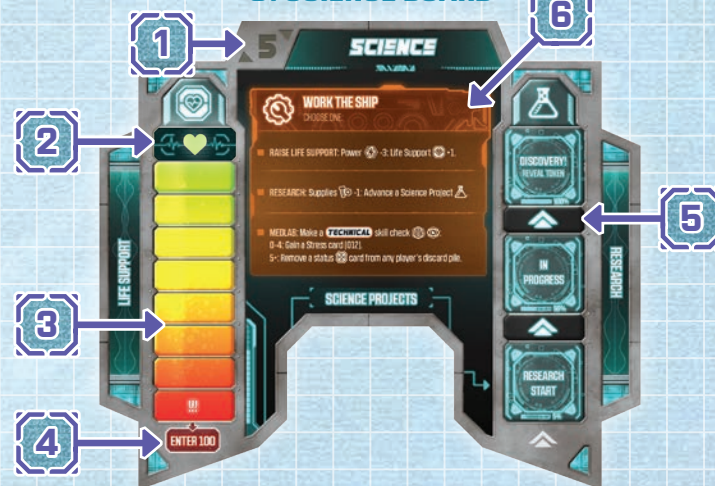 5. SCIENCE BOARD
1
5
SCIENCE
6
WORK THE SHIP
CHOOSE ONE:
RAISE LIFE SUPPORT: Power -3: Life Support +1.
RESEARCH: Supplies -1: Advance a Science Project
MEDLAB: Make a TECHNICAL skill check :
0-4: Gain a Stress card (012).
5+: Remove a status card from any player's discard pile.
SCIENCE PROJECTS
2
LIFE SUPPORT
3
4
ENTER 100
DISCOVERY!
REVEAL TOKEN
100%
5
IN
PROGRESS
50%
RESEARCH
START
RESEARCH